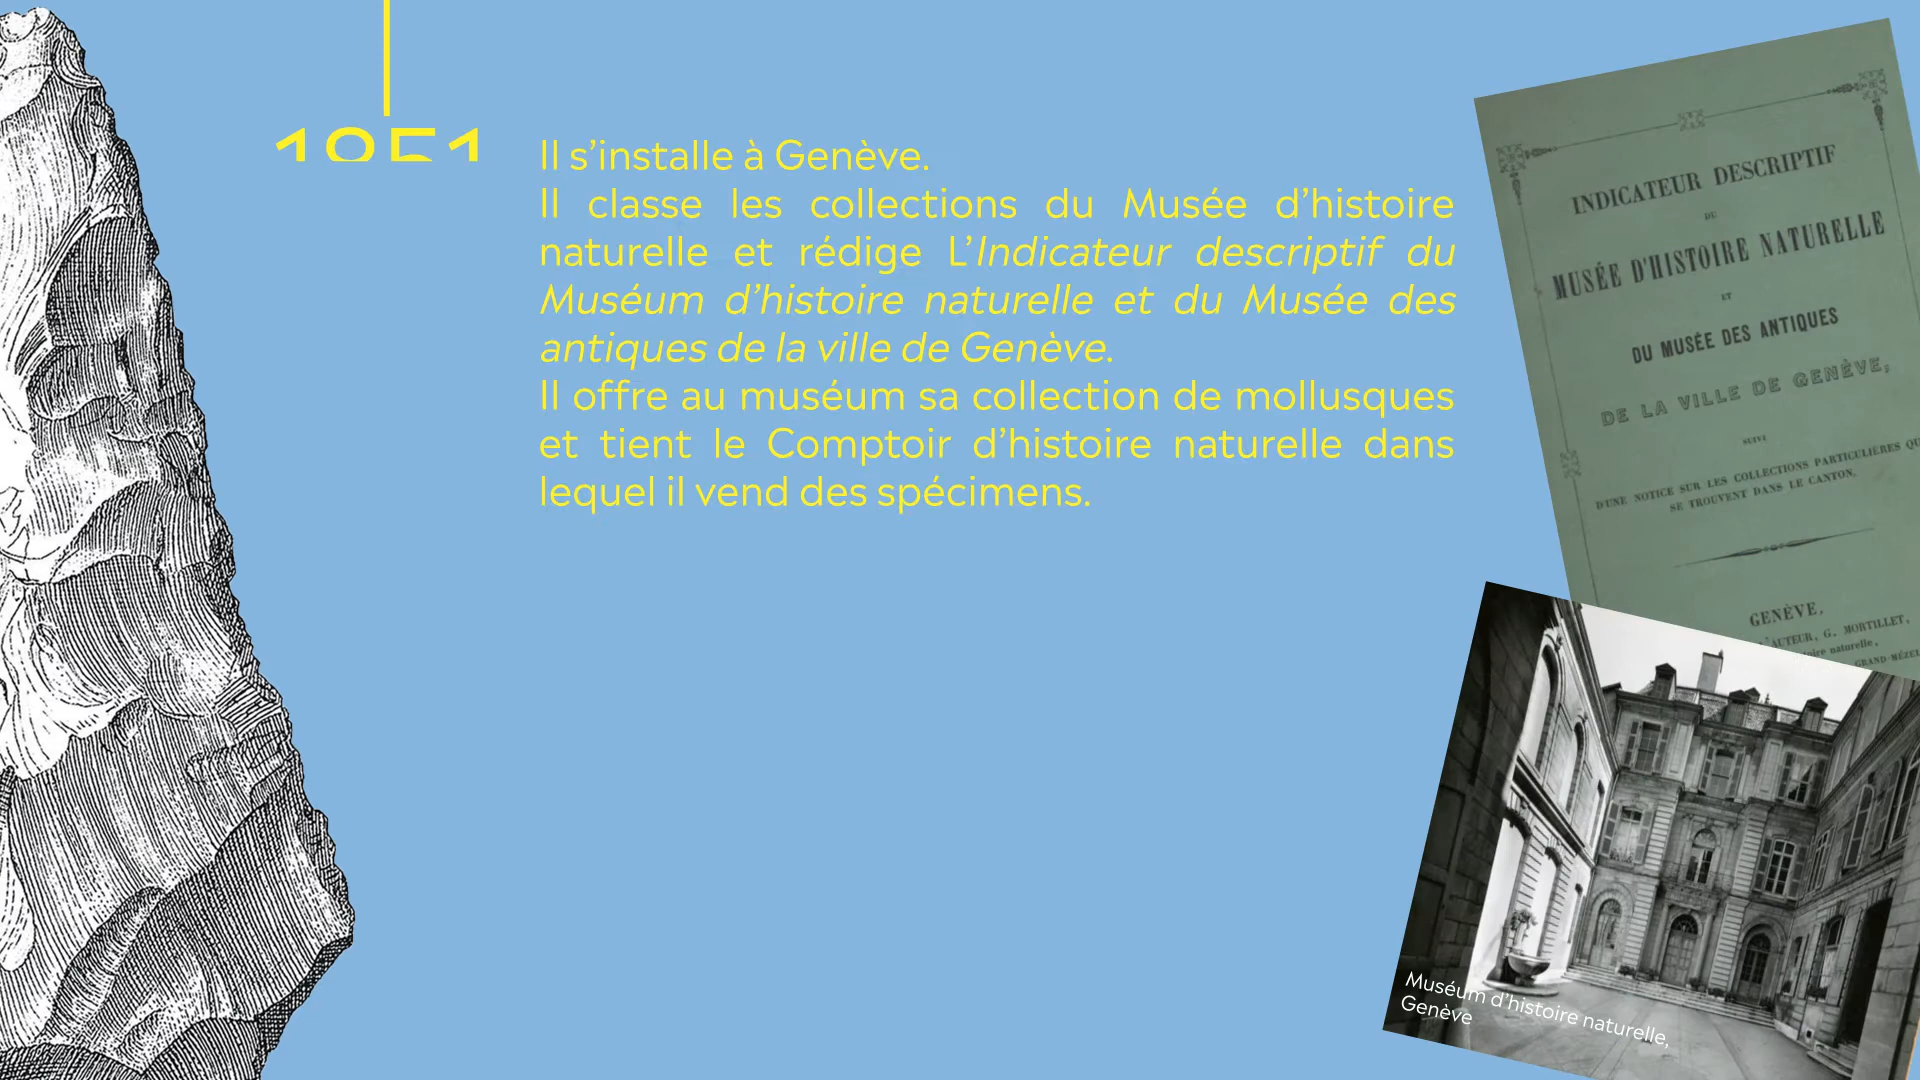 Il s’installe à Genève.
Il classe les collections du Musée d’histoire
naturelle et rédige L’Indicateur descriptif du
Muséum d’histoire naturelle et du Musée des
antiques de la ville de Genève.
Il offre au muséum sa collection de mollusques
et tient le Comptoir d’histoire naturelle dans
lequel il vend des spécimens.
INDICATEUR DESCRIPTIF
DU
MUSÉE D'HISTOIRE NATURELLE
ET
DU MUSÉE DES ANTIQUES
DE LA VILLE DE GENÈVE,
SUIVI
D'UNE NOTICE SUR LES COLLECTIONS PARTICULIÈRES
SE TROUVENT DANS LE CANTON.
GENÈVE.
L'AUTEUR, G. MORTILLET,
naturelle,
Muséum d’histoire naturelle,
Genève